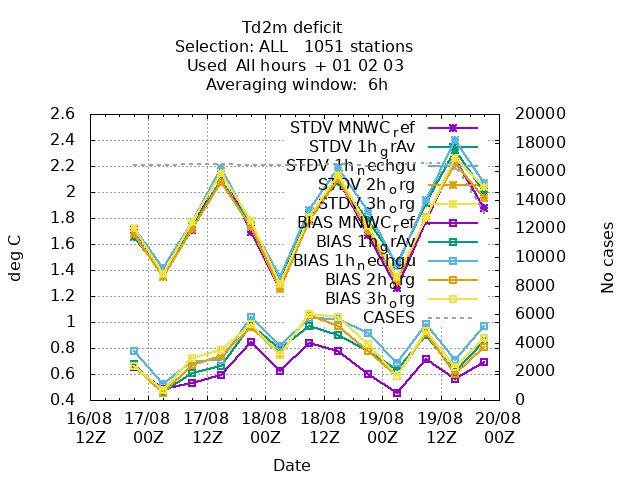 Td2m deficit
Selection: ALL   1051 stations
Used  All hours  + 01 02 03
Averaging window:  6h
2.6
2.4
2.2
2
1.8
1.6
1.4
1.2
1
0.8
0.6
0.4
deg C
20000
18000
16000
14000
12000
10000
8000
6000
4000
2000
0
No cases
STDV MNWC_ref
STDV 1h_grAv
STDV 1h_nechgu
STDV 2h_org
STDV 3h_org
BIAS MNWC_ref
BIAS 1h_grAv
BIAS 1h_nechgu
BIAS 2h_org
BIAS 3h_org
CASES
16/08 17/08 17/08 18/08 18/08 19/08 19/08 20/08
12Z 00Z 12Z 00Z 12Z 00Z 12Z 00Z
Date